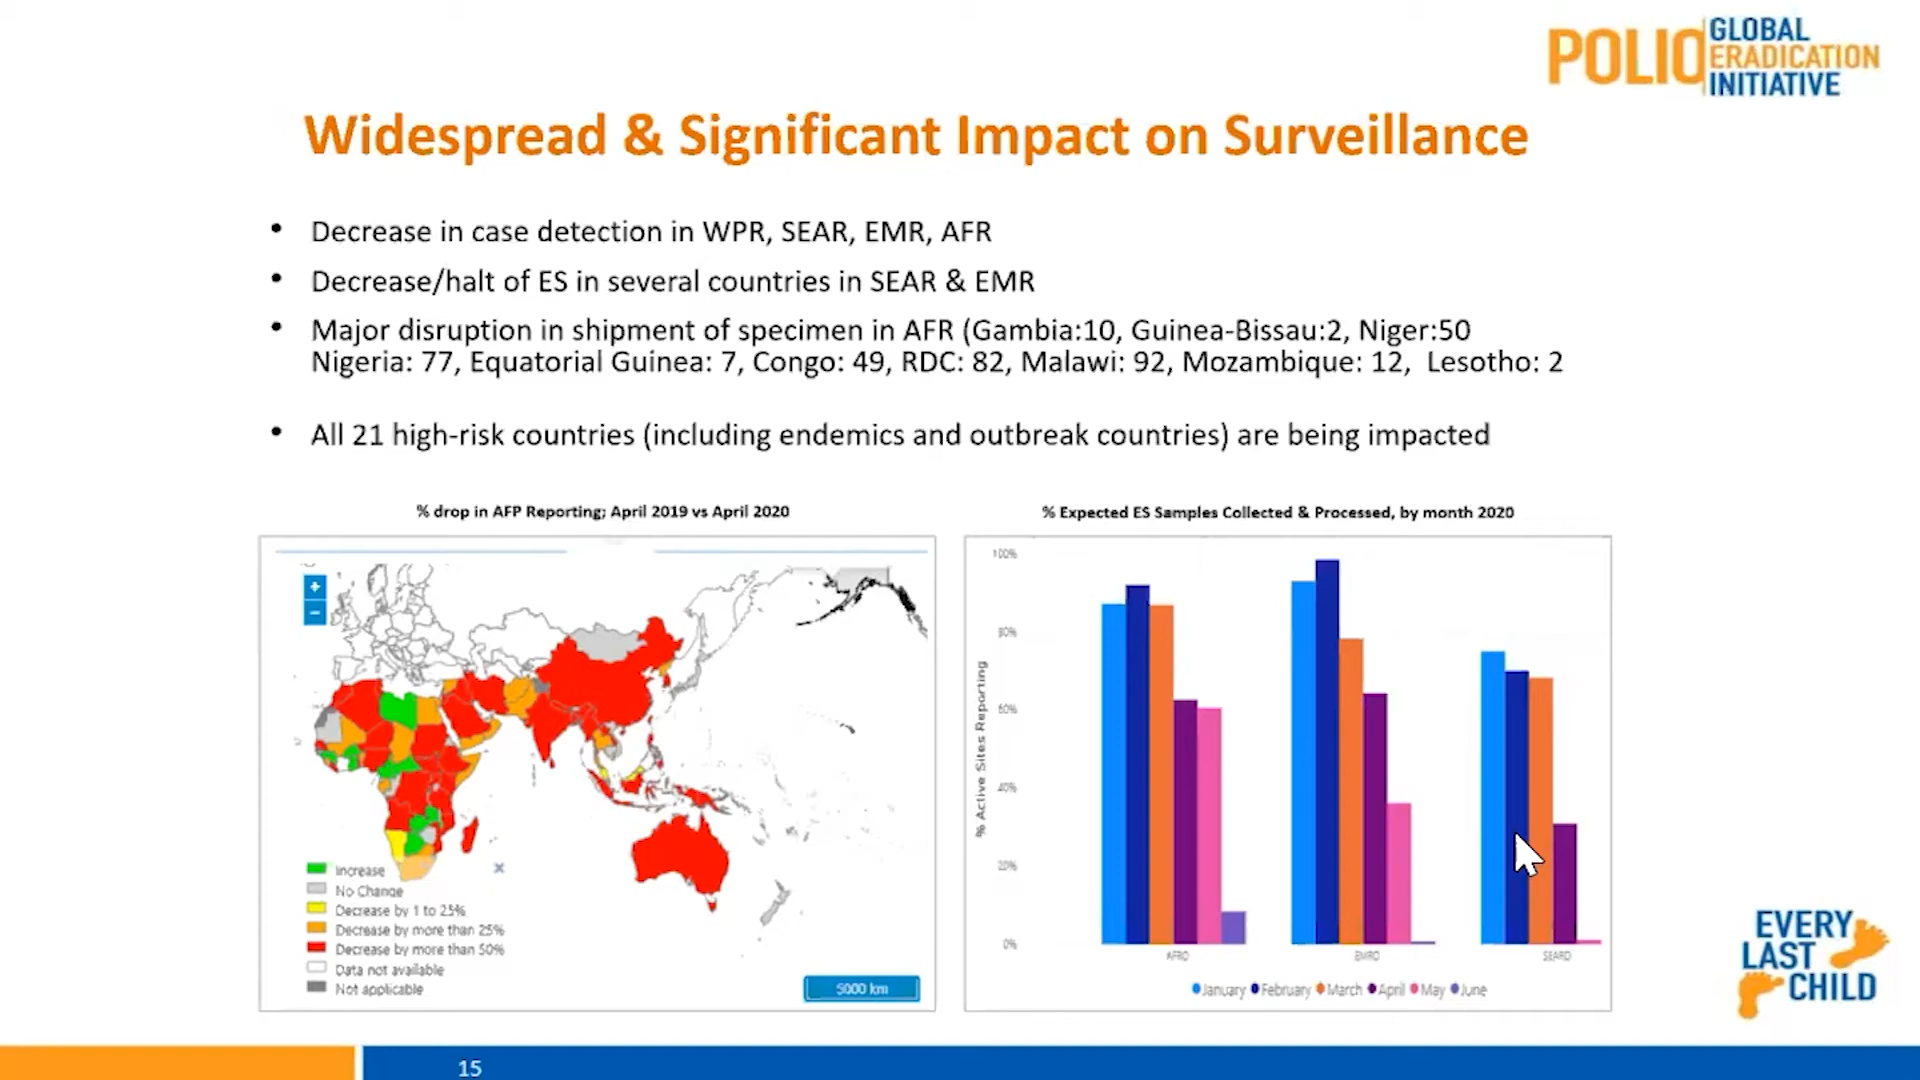 POLIO GLOBAL
ERADICATION
INITIATIVE
Widespread & Significant Impact on Surveillance
• Decrease in case detection in WPR, SEAR, EMR, AFR
• Decrease/halt of ES in several countries in SEAR & EMR
• Major disruption in shipment of specimen in AFR (Gambia:10, Guinea-Bissau:2, Niger:50
Nigeria: 77, Equatorial Guinea: 7, Congo: 49, RDC: 82, Malawi: 92, Mozambique: 12, Lesotho: 2
• All 21 high-risk countries (including endemics and outbreak countries) are being impacted
% drop in AFP Reporting; April 2019 vs April 2020
+
−
Increase
No Change
Decrease by 1 to 25%
Decrease by more than 25%
Decrease by more than 50%
Data not available
Not applicable
5000 km
% Expected ES Samples Collected & Processed, by month 2020
% Active Sites Reporting
100%
80%
60%
40%
20%
0%
AFRO
EMRO
SEARO
January February March April May June
EVERY
LAST
CHILD
15